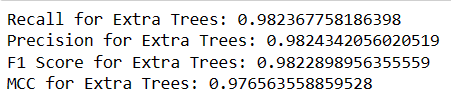 Recall for Extra Trees: 0.982367758186398
Precision for Extra Trees: 0.9824342056020519
F1 Score for Extra Trees: 0.9822898956355559
MCC for Extra Trees: 0.976563558859528